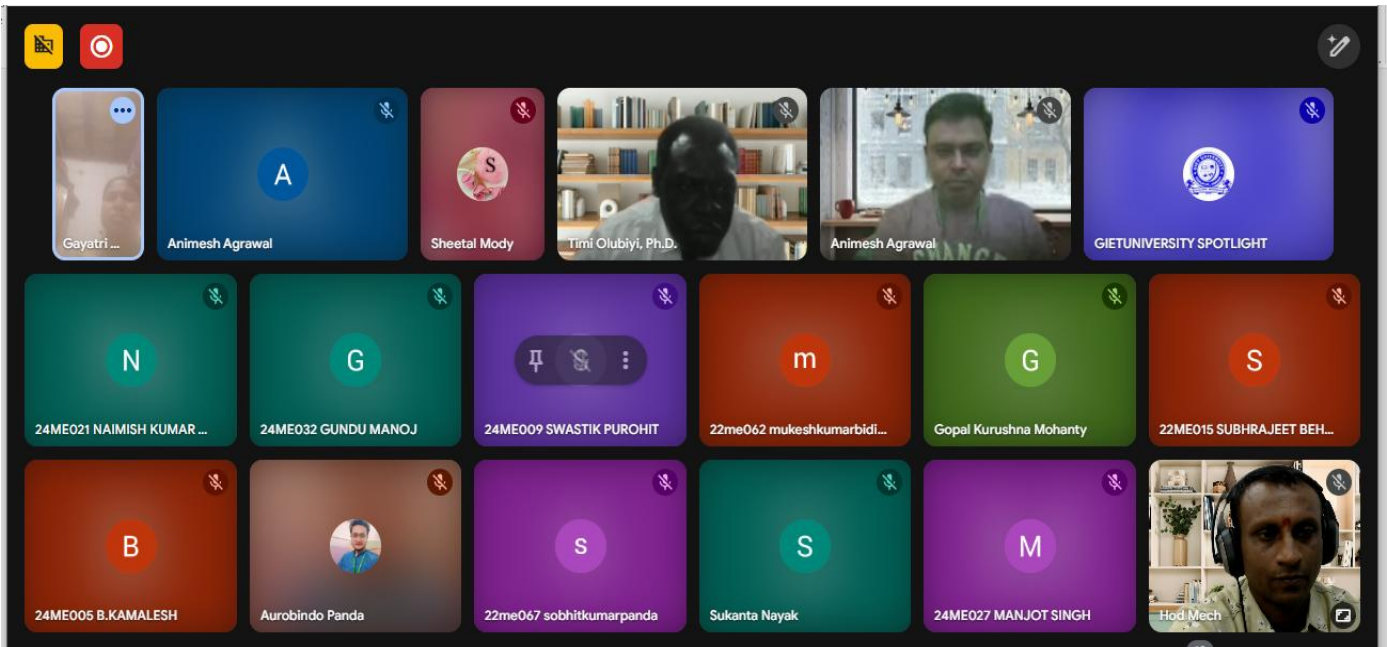 Gayatri ...
A
Animesh Agrawal
S
Sheetal Mody
Timi Olubiyi, Ph.D.
Animesh Agrawal
GIETUNIVERSITY SPOTLIGHT
N
24ME021 NAIMISH KUMAR ...
G
24ME032 GUNDU MANOJ
24ME009 SWASTIK PUROHIT
m
22me062 mukeshkumarbidi...
G
Gopal Kurushna Mohanty
S
22ME015 SUBHRAJEET BEH...
B
24ME005 B.KAMALESH
Aurobindo Panda
s
22me067 sobhitkumarpanda
S
Sukanta Nayak
M
24ME027 MANJOT SINGH
Hod Mech